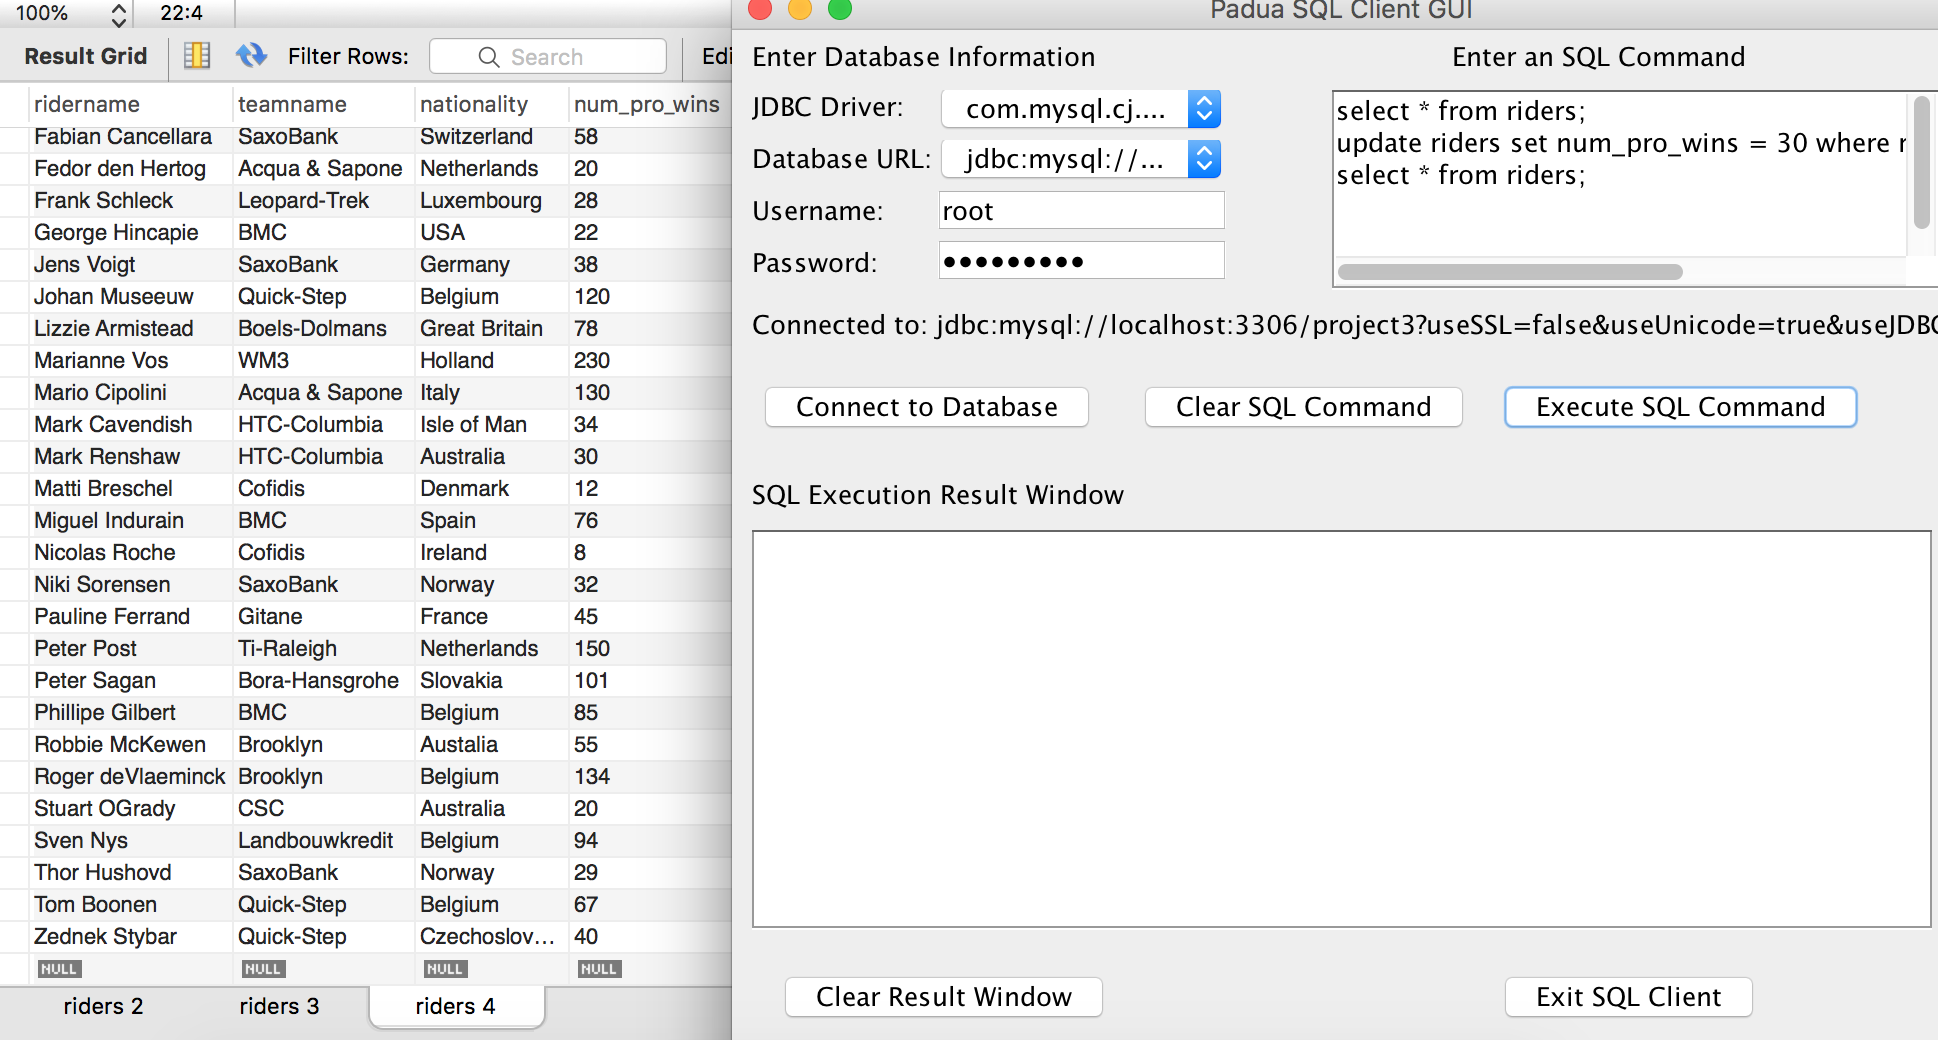 100%
22:4
Result Grid
Filter Rows:
Search
ridername teamname nationality num_pro_wins
Fabian Cancellara SaxoBank Switzerland 58
Fedor den Hertog Acqua & Sapone Netherlands 20
Frank Schleck Leopard-Trek Luxembourg 28
George Hincapie BMC USA 22
Jens Voigt SaxoBank Germany 38
Johan Museeuw Quick-Step Belgium 120
Lizzie Armistead Boels-Dolmans Great Britain 78
Marianne Vos WM3 Holland 230
Mario Cipolini Acqua & Sapone Italy 130
Mark Cavendish HTC-Columbia Isle of Man 34
Mark Renshaw HTC-Columbia Australia 30
Matti Breschel Cofidis Denmark 12
Miguel Indurain BMC Spain 76
Nicolas Roche Cofidis Ireland 8
Niki Sorensen SaxoBank Norway 32
Pauline Ferrand Gitane France 45
Peter Post Ti-Raleigh Netherlands 150
Peter Sagan Bora-Hansgrohe Slovakia 101
Phillipe Gilbert BMC Belgium 85
Robbie McKewen Brooklyn Austalia 55
Roger deVlaeminck Brooklyn Belgium 134
Stuart OGrady CSC Australia 20
Sven Nys Landbouwkredit Belgium 94
Thor Hushovd SaxoBank Norway 29
Tom Boonen Quick-Step Belgium 67
Zednek Stybar Quick-Step Czechoslov... 40
NULL NULL NULL NULL
riders 2 riders 3 riders 4
Padua SQL Client GUI
Enter Database Information
JDBC Driver: com.mysql.cj....
Database URL: jdbc:mysql://...
Username: root
Password: •••••••••
Enter an SQL Command
select * from riders;
update riders set num_pro_wins = 30 where
select * from riders;
Connected to: jdbc:mysql://localhost:3306/project3?useSSL=false&useUnicode=true&useJDBC
Connect to Database
Clear SQL Command
Execute SQL Command
SQL Execution Result Window
Clear Result Window
Exit SQL Client